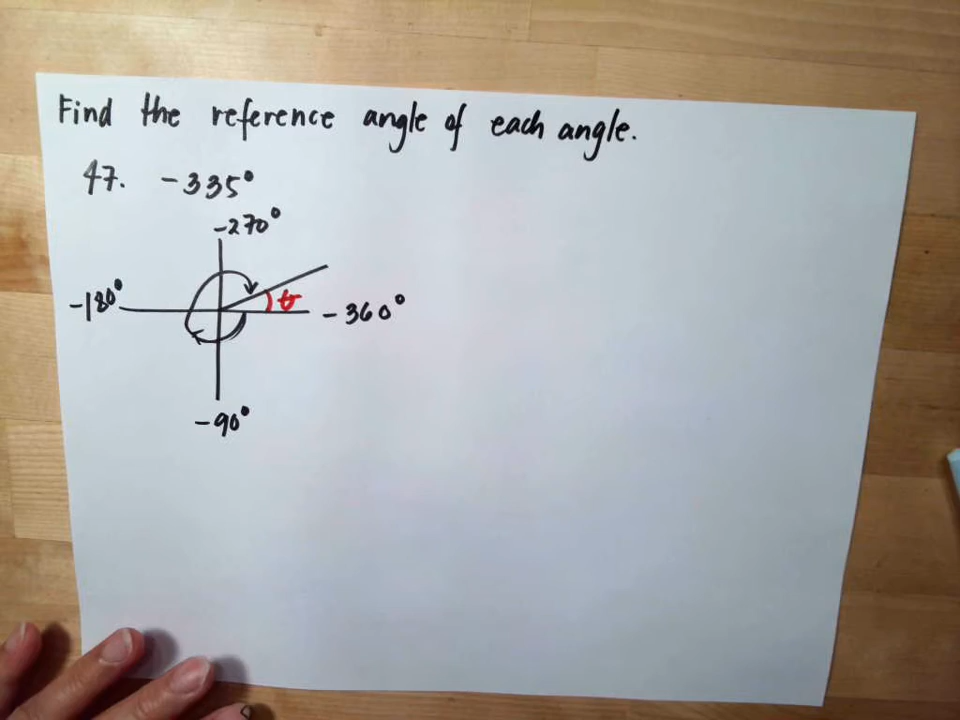 Find the reference angle of each angle.
47. -335°
-270°
-180°
θ
-360°
-90°